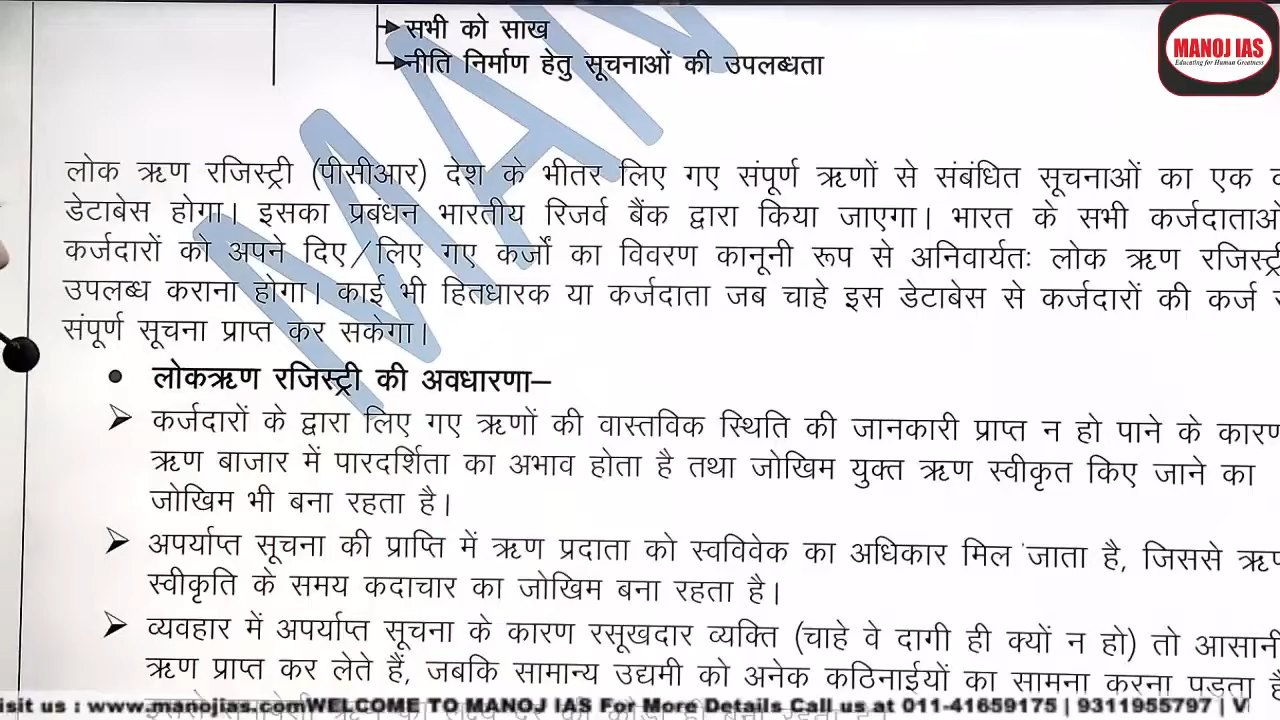 सभी को साख
नीति निर्माण हेतु सूचनाओं की उपलब्धता
MANOJ IAS
Educating for Human Greatness
लोक ऋण रजिस्ट्री (पीसीआर) देश के भीतर लिए गए संपूर्ण ऋणों से संबंधित सूचनाओं का एक
डेटाबेस होगा। इसका प्रबंधन भारतीय रिजर्व बैंक द्वारा किया जाएगा। भारत के सभी कर्जदाताओं
कर्जदारों को अपने दिए/लिए गए कर्जों का विवरण कानूनी रूप से अनिवार्यतः लोक ऋण रजिस्ट्री
उपलब्ध कराना होगा। काई भी हितधारक या कर्जदाता जब चाहे इस डेटाबेस से कर्जदारों की कर्ज
संपूर्ण सूचना प्राप्त कर सकेगा।
• लोकऋण रजिस्ट्री की अवधारणा–
➢ कर्जदारों के द्वारा लिए गए ऋणों की वास्तविक स्थिति की जानकारी प्राप्त न हो पाने के कारण
ऋण बाजार में पारदर्शिता का अभाव होता है तथा जोखिम युक्त ऋण स्वीकृत किए जाने का
जोखिम भी बना रहता है।
➢ अपर्याप्त सूचना की प्राप्ति में ऋण प्रदाता को स्वविवेक का अधिकार मिल जाता है, जिससे ऋण
स्वीकृति के समय कदाचार का जोखिम बना रहता है।
➢ व्यवहार में अपर्याप्त सूचना के कारण रसूखदार व्यक्ति (चाहे वे दागी ही क्यों न हो) तो आसानी
ऋण प्राप्त कर लेते हैं, जबकि सामान्य उद्यमी को अनेक कठिनाईयों का सामना करना पड़ता है
isit us : www.manojias.comWELCOME TO MANOJ IAS For More Details Call us at 011-41659175 | 9311955797 | V